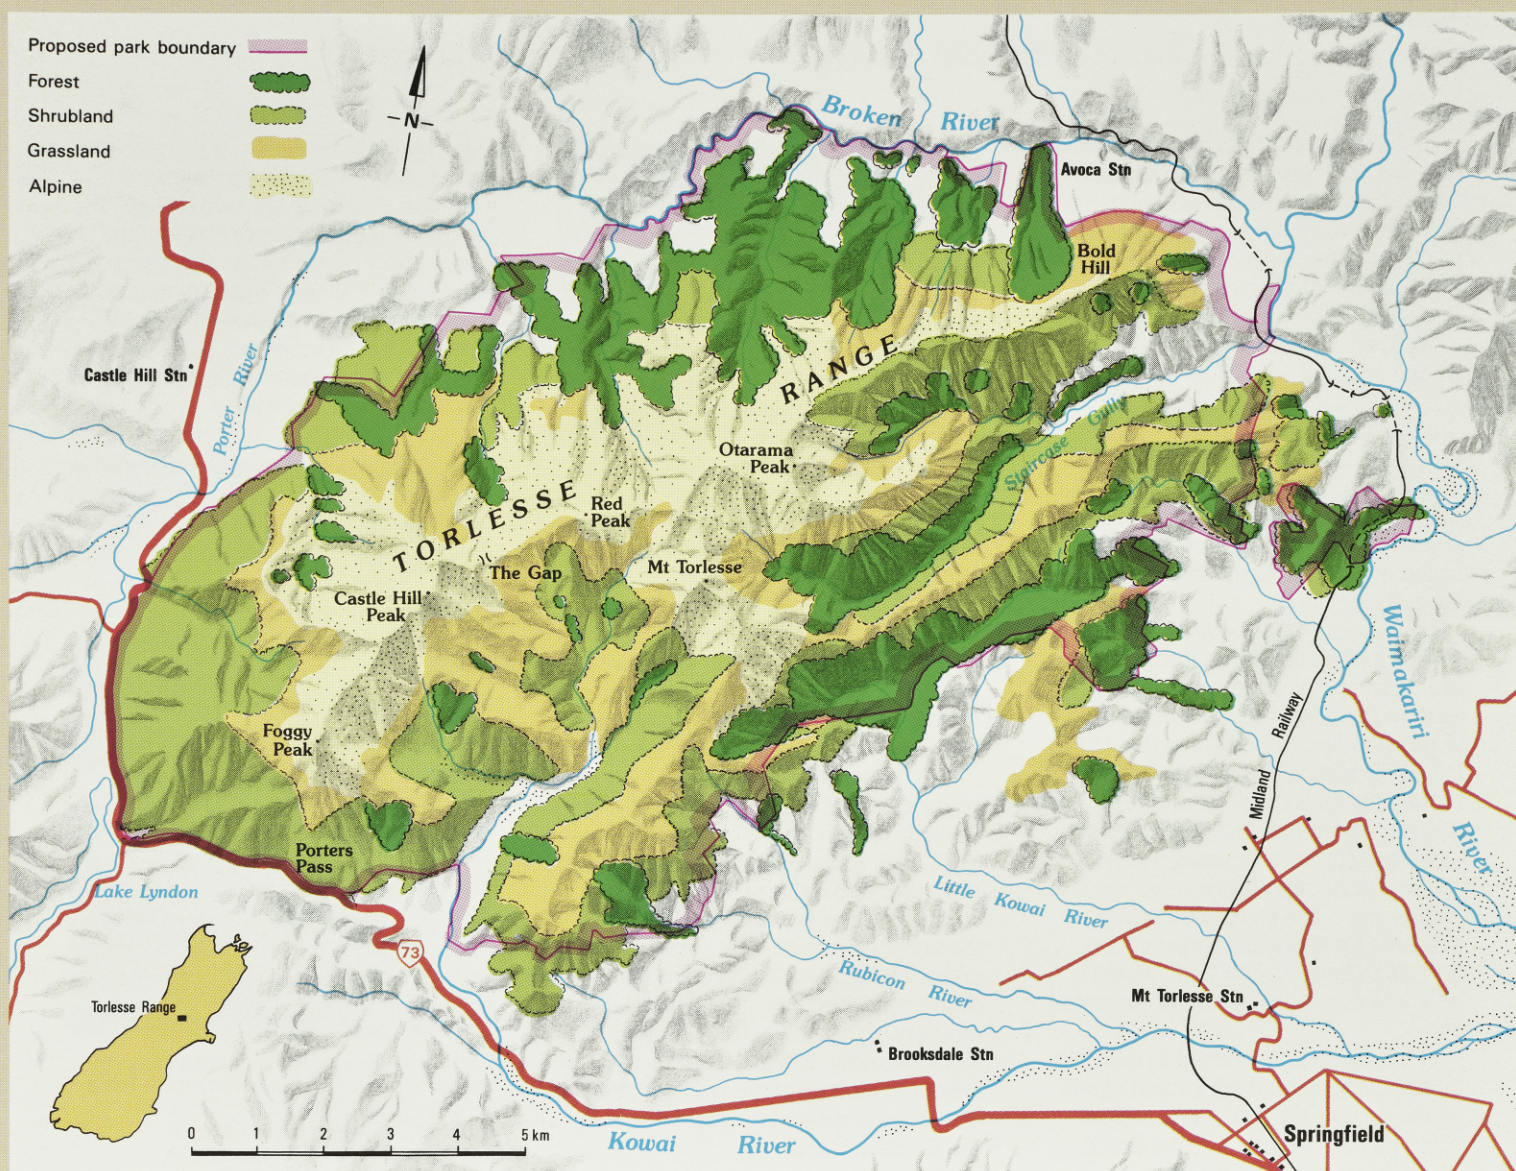 Proposed park boundary
Forest
Shrubland
Grassland
Alpine
N
Broken River
Avoca Stn
Bold
Hill
Castle Hill Stn
Porter River
RANGE
Staircase Gully
Otarama
Peak
TORLESSE
Red
Peak
The Gap
Mt Torlesse
Castle Hill
Peak
Foggy
Peak
Waimakariri River
Midland Railway
Porters
Pass
Lake Lyndon
Little Kowai River
73
Rubicon River
Torlesse Range
Mt Torlesse Stn
Brooksdale Stn
Springfield
Kowai River
0 1 2 3 4 5 km